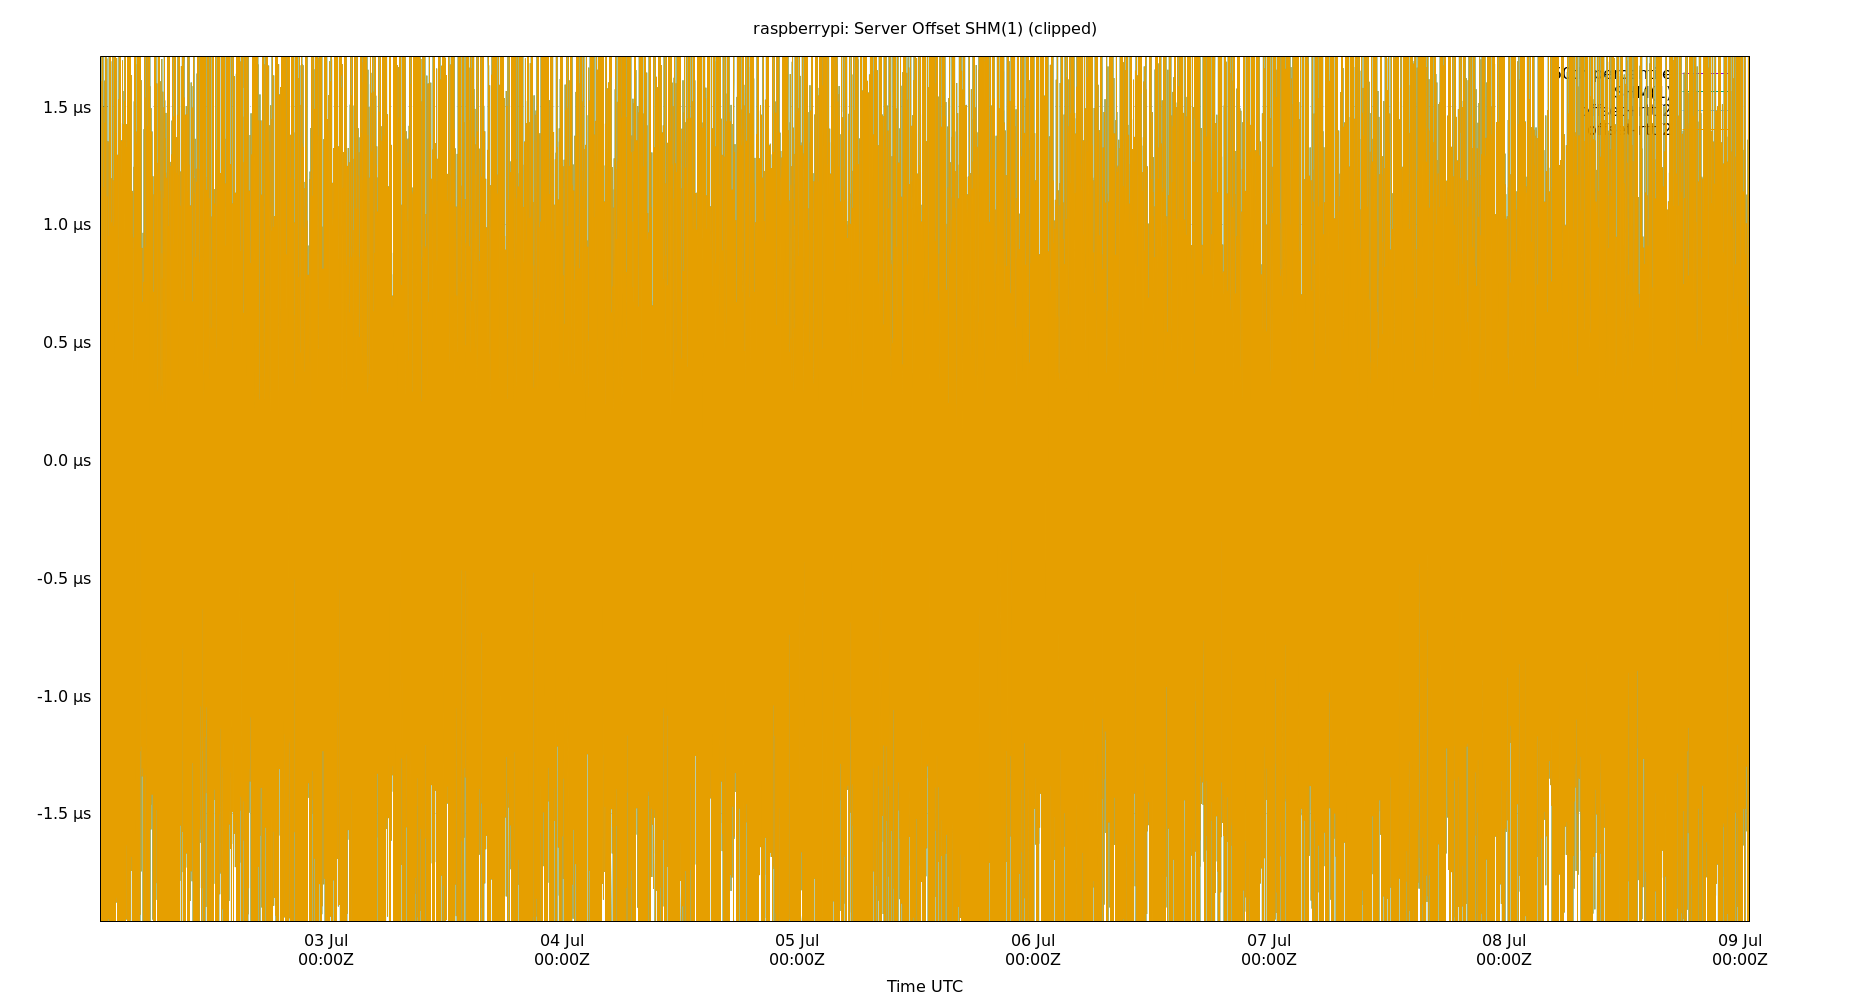 raspberrypi: Server Offset SHM(1) (clipped)
1.5 µs
1.0 µs
0.5 µs
0.0 µs
-0.5 µs
-1.0 µs
-1.5 µs
03 Jul 04 Jul 05 Jul 06 Jul 07 Jul 08 Jul 09 Jul
00:00Z 00:00Z 00:00Z 00:00Z 00:00Z 00:00Z 00:00Z
Time UTC